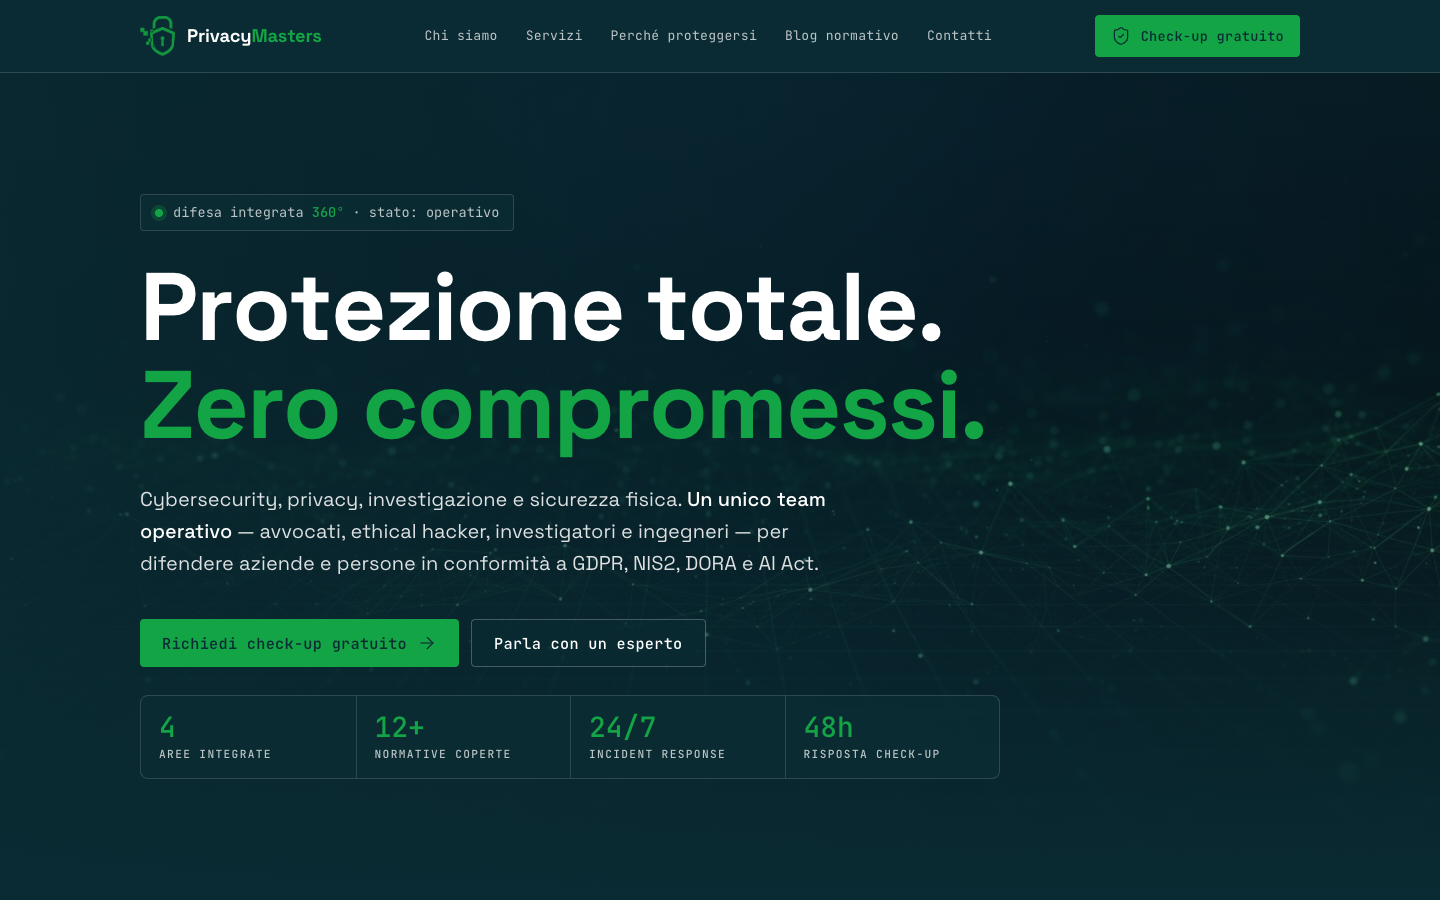 PrivacyMasters
Chi siamo
Servizi
Perché proteggersi
Blog normativo
Contatti
Check-up gratuito
difesa integrata 360° · stato: operativo
Protezione totale.
Zero compromessi.
Cybersecurity, privacy, investigazione e sicurezza fisica. Un unico team
operativo — avvocati, ethical hacker, investigatori e ingegneri — per
difendere aziende e persone in conformità a GDPR, NIS2, DORA e AI Act.
Richiedi check-up gratuito →
Parla con un esperto
4
AREE INTEGRATE
12+
NORMATIVE COPERTE
24/7
INCIDENT RESPONSE
48h
RISPOSTA CHECK-UP